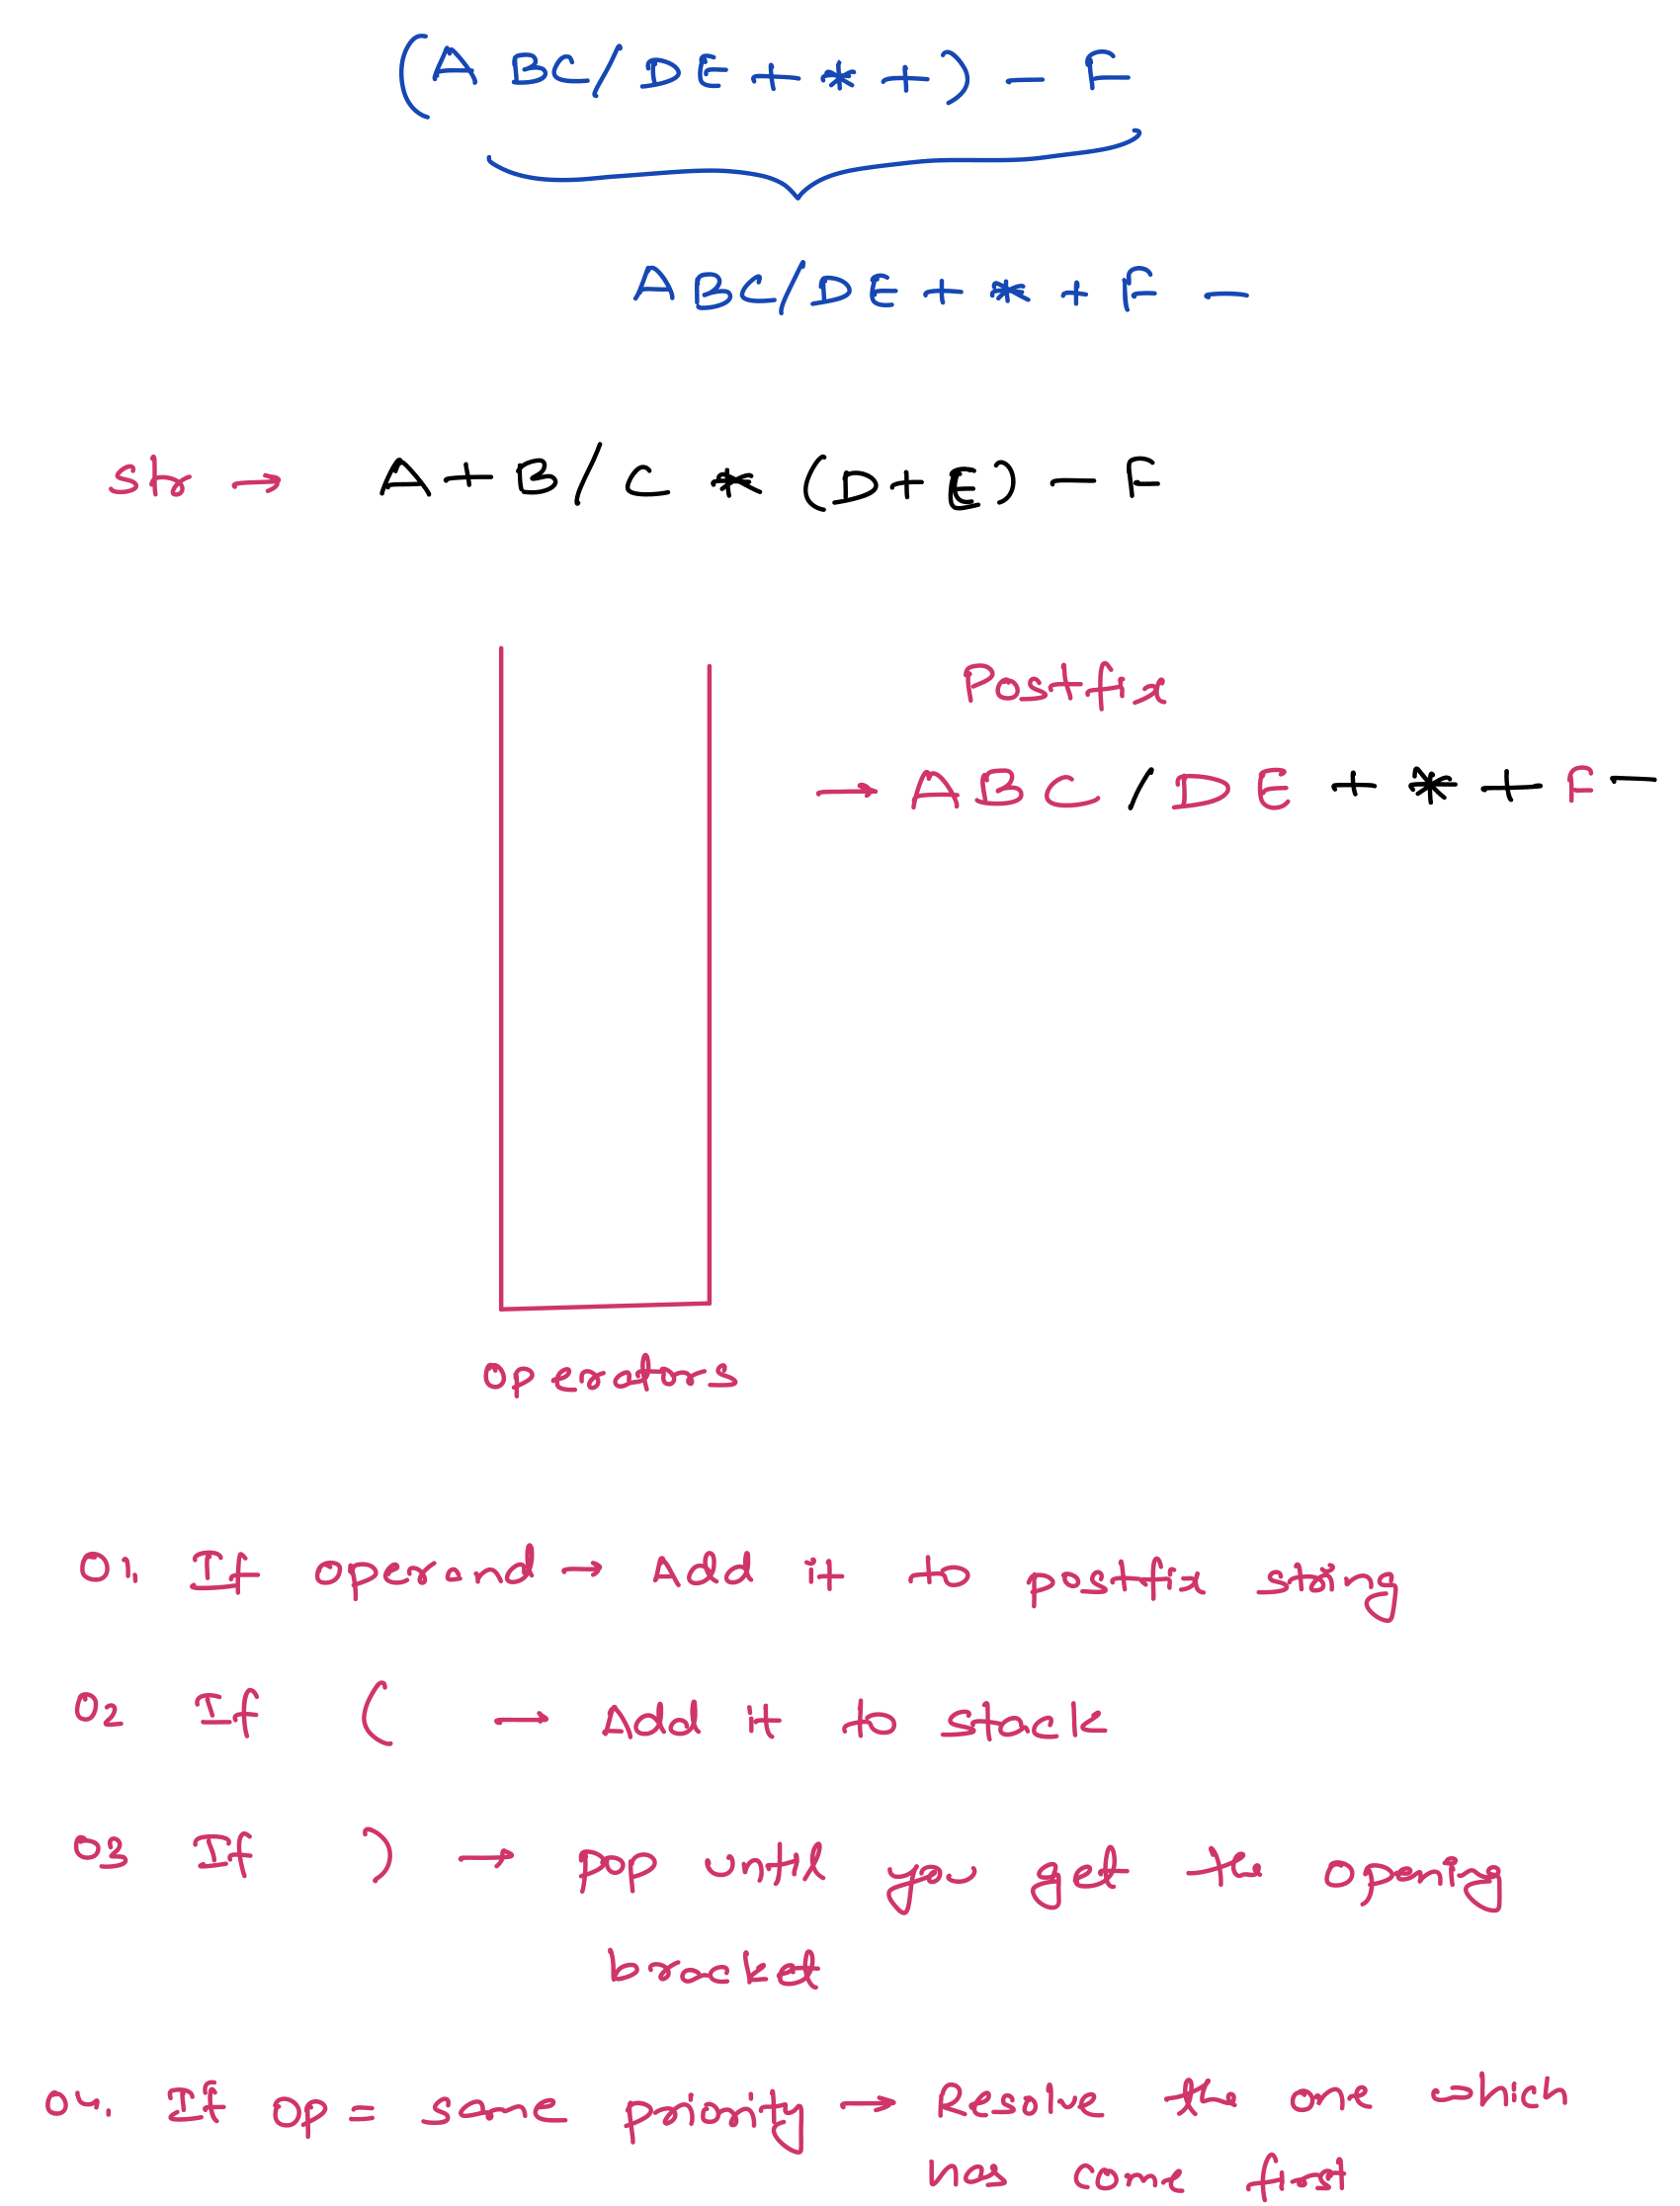 (A BC/ DE + * +) - F
A BC/DE + * + F -
str → A+B/C * (D+E) - F
Postfix
→ A B C / D E + * + F -
operators
01. If operand → Add it to postfix string
02 If ( → Add it to stack
03 If ) → pop until you get the opening
bracket
04. If op = same priority → Resolve the one which
has come first